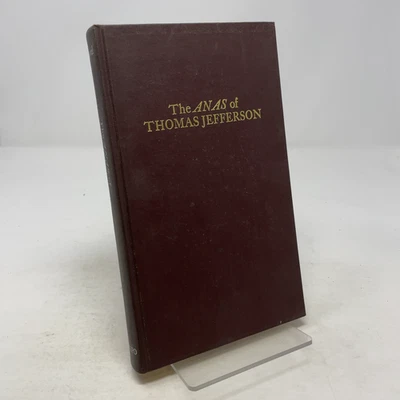 The ANAS of
THOMAS JEFFERSON